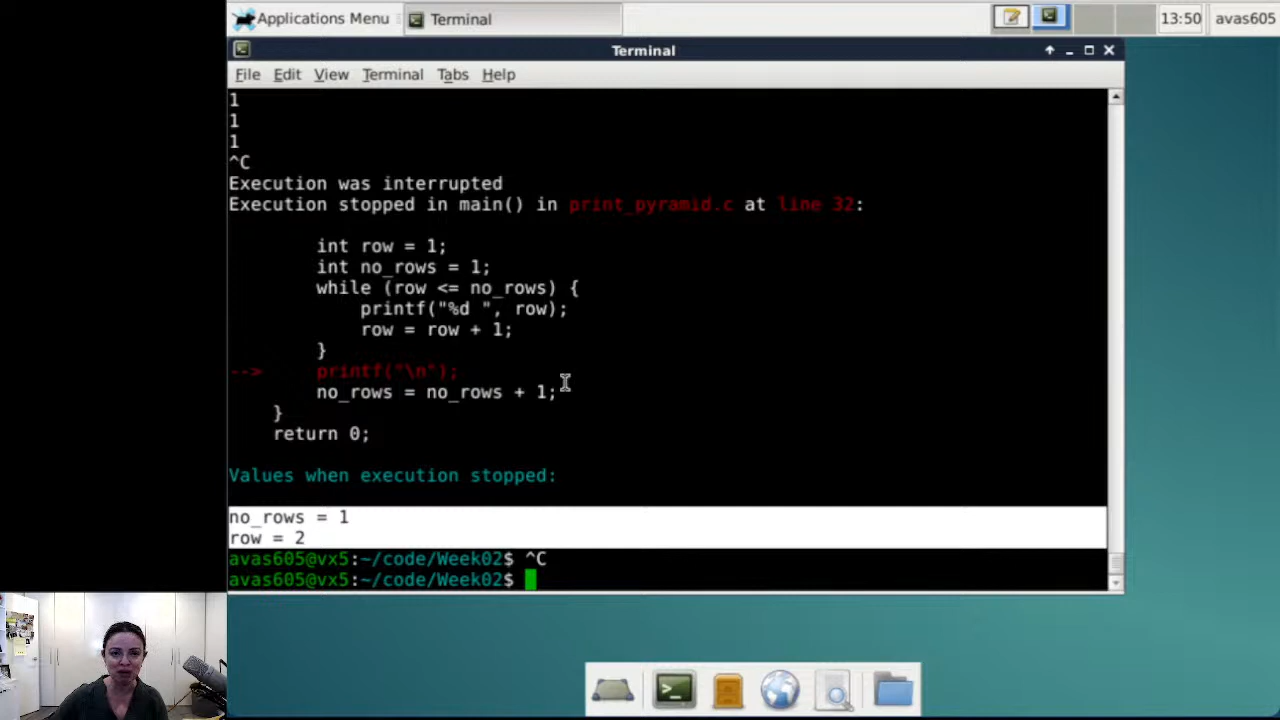 Applications Menu
Terminal
13:50
avas605
Terminal
File Edit View Terminal Tabs Help
1
1
1
^C
Execution was interrupted
Execution stopped in main() in print_pyramid.c at line 32:
int row = 1;
int no_rows = 1;
while (row <= no_rows) {
printf("%d ", row);
row = row + 1;
}
--> printf("\n");
no_rows = no_rows + 1;
}
return 0;
Values when execution stopped:
no_rows = 1
row = 2
avas605@vx5:~/code/Week02$ ^C
avas605@vx5:~/code/Week02$